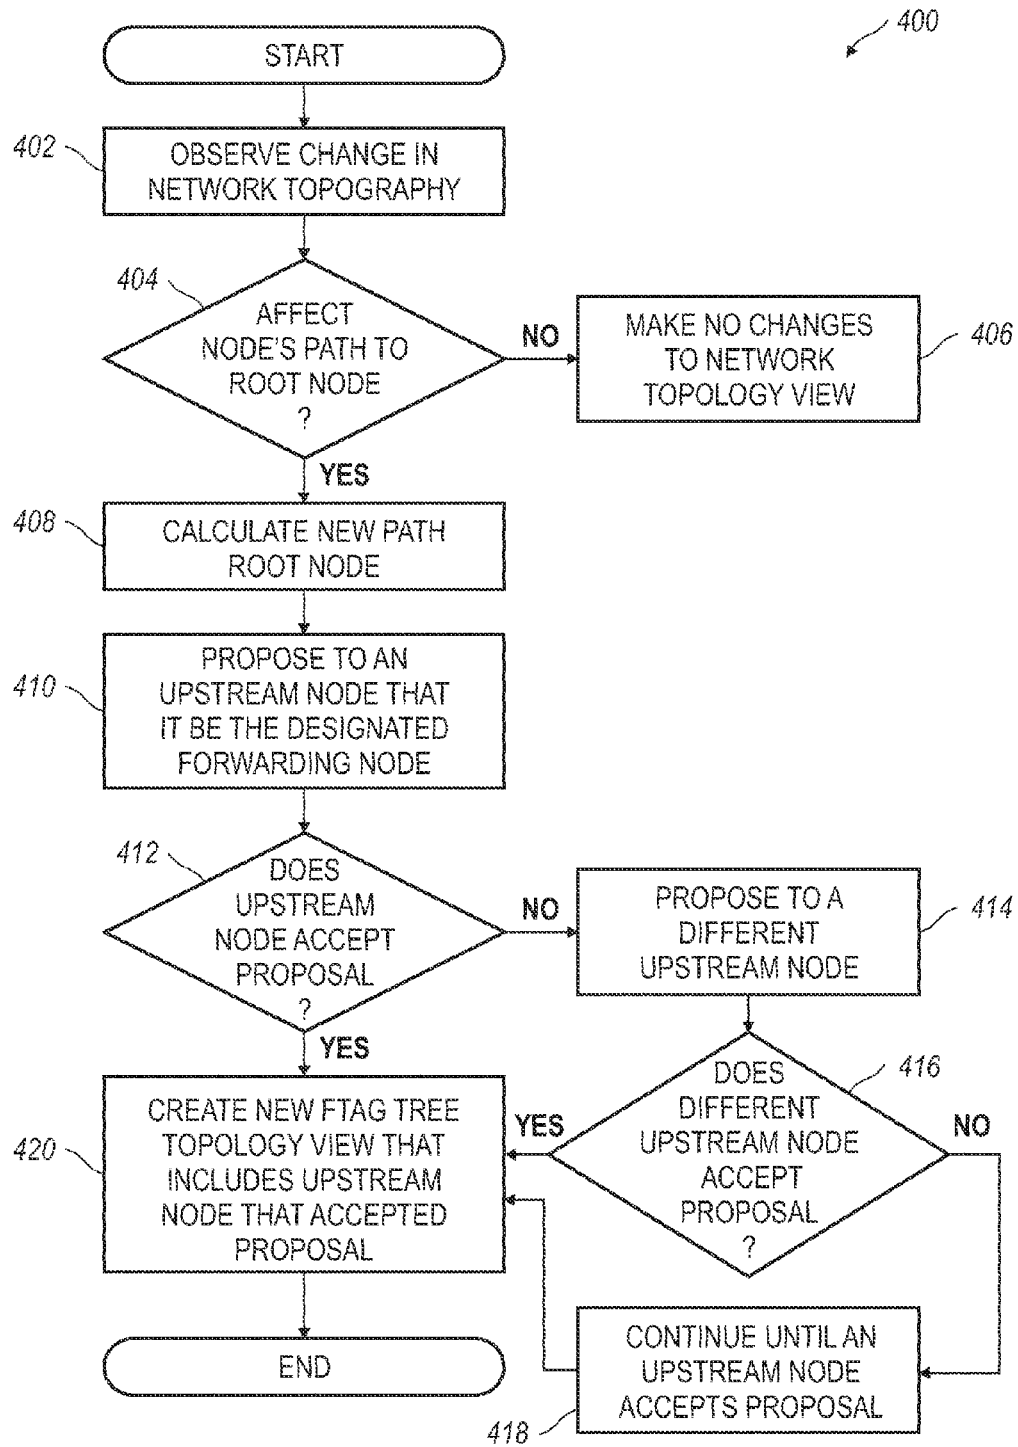 400
START
402
OBSERVE CHANGE IN
NETWORK TOPOGRAPHY
404
AFFECT
NODE'S PATH TO
ROOT NODE
?
NO
MAKE NO CHANGES
TO NETWORK
TOPOLOGY VIEW
406
YES
408
CALCULATE NEW PATH
ROOT NODE
410
PROPOSE TO AN
UPSTREAM NODE THAT
IT BE THE DESIGNATED
FORWARDING NODE
412
DOES
UPSTREAM
NODE ACCEPT
PROPOSAL
?
NO
PROPOSE TO A
DIFFERENT
UPSTREAM NODE
414
YES
416
DOES
DIFFERENT
UPSTREAM NODE
ACCEPT
PROPOSAL
?
YES
NO
420
CREATE NEW FTAG TREE
TOPOLOGY VIEW THAT
INCLUDES UPSTREAM
NODE THAT ACCEPTED
PROPOSAL
CONTINUE UNTIL AN
UPSTREAM NODE
ACCEPTS PROPOSAL
418
END